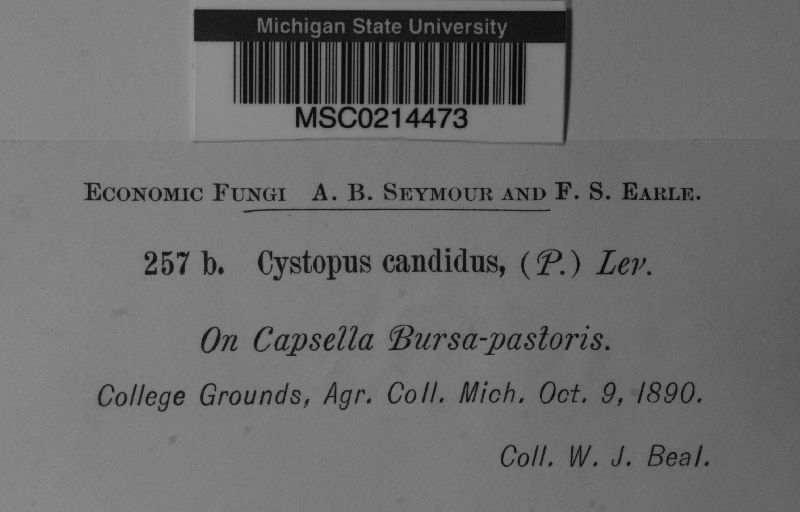 Michigan State University
MSC0214473
Economic Fungi A. B. Seymour and F. S. Earle.
257 b. Cystopus candidus, (P.) Lev.
On Capsella Bursa-pastoris.
College Grounds, Agr. Coll. Mich. Oct. 9, 1890.
Coll. W. J. Beal.